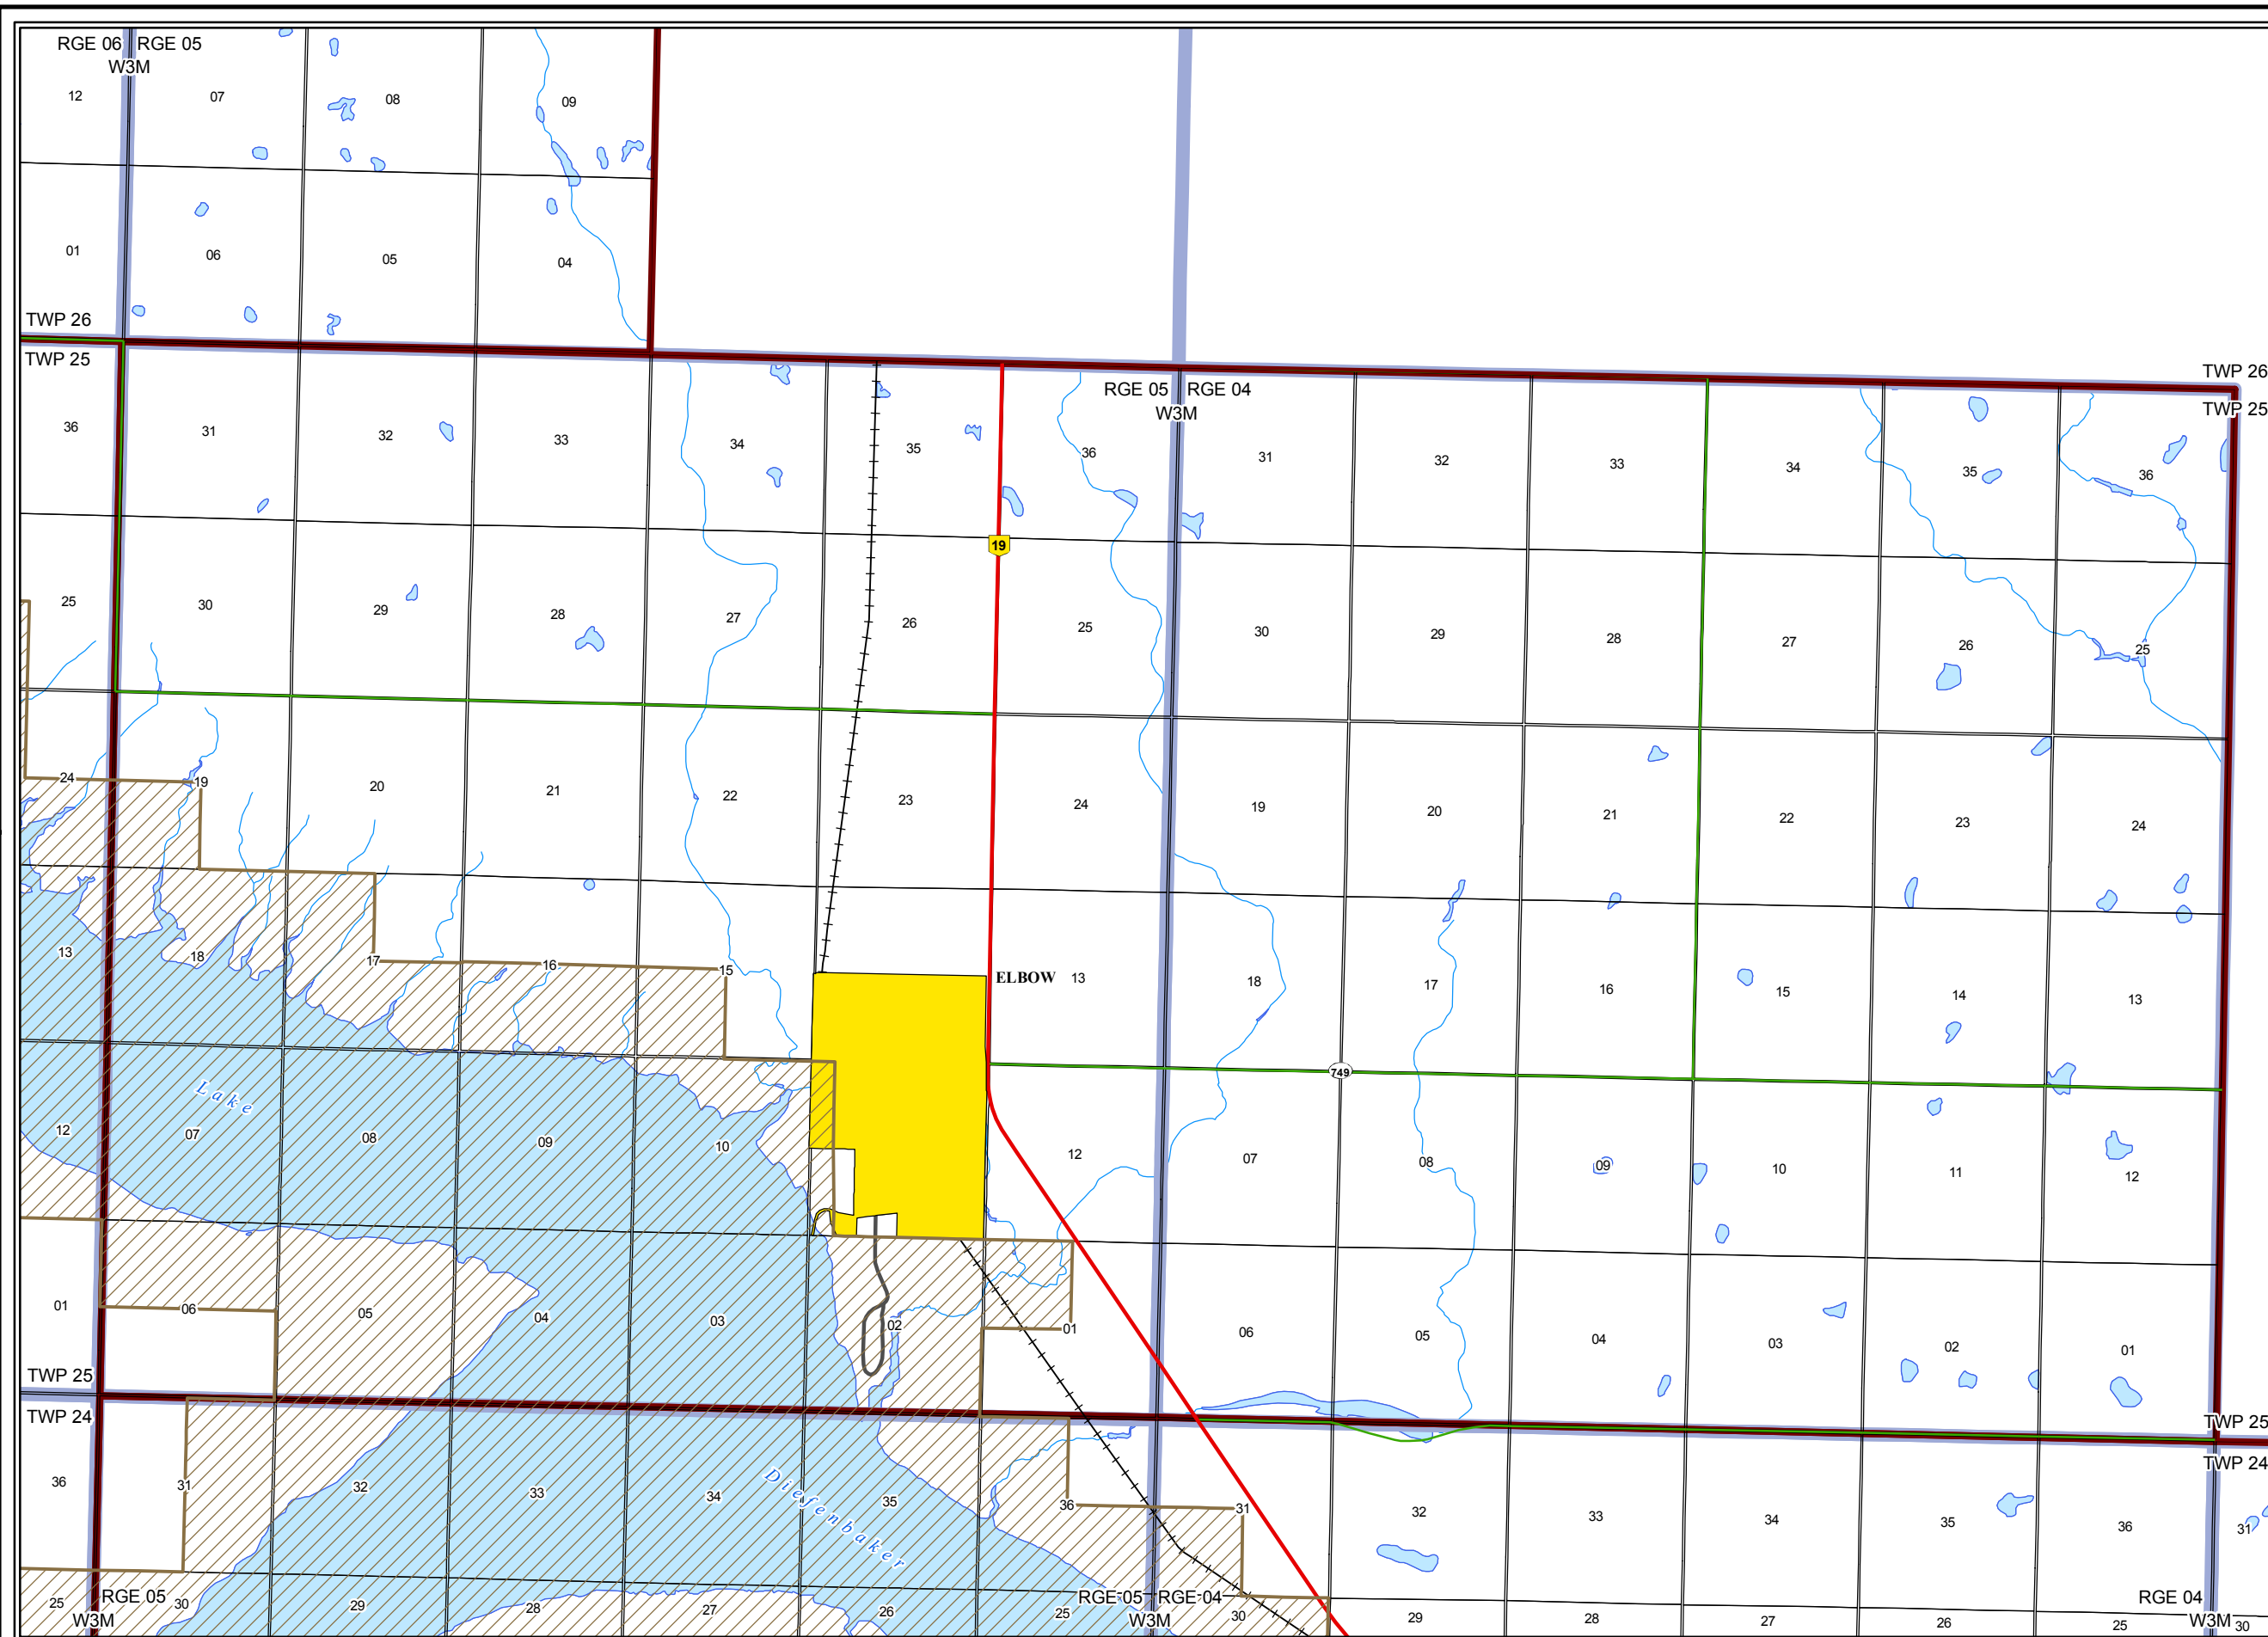 RGE 06 RGE 05
W3M
12 07 08 09
01 06 05 04
TWP 26
TWP 25
TWP 26
TWP 25
RGE 05 RGE 04
W3M
36 31 32 33 34 35 36 31 32 33 34 35 36
19
25 30 29 28 27 26 25 30 29 28 27 26 25
24 19 20 21 22 23 24 19 20 21 22 23 24
13 18 17 16 15 ELBOW 13 18 17 16 15 14 13
749
Lake
12 07 08 09 10 12 07 08 09 10 11 12
01 06 05 04 03 02 01 06 05 04 03 02 01
TWP 25
TWP 24
TWP 25
TWP 24
36 31 32 33 34 35 36 31 32 33 34 35 36 31
Diefenbaker
25 30 29 28 27 26 25 30 29 28 27 26 25 30
RGE 05
W3M
RGE 05 RGE 04
W3M
RGE 04
W3M